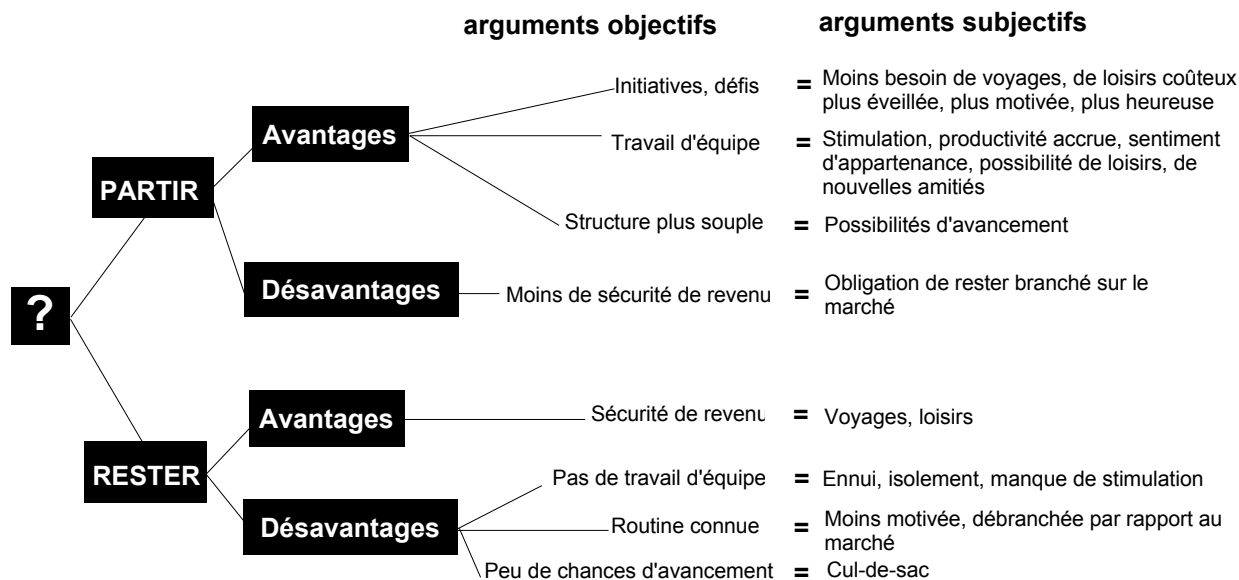 arguments objectifs
arguments subjectifs
Initiatives, défis
= Moins besoin de voyages, de loisirs coûteux
plus éveillée, plus motivée, plus heureuse
Avantages
Travail d'équipe
= Stimulation, productivité accrue, sentiment
d'appartenance, possibilité de loisirs, de
nouvelles amitiés
PARTIR
Structure plus souple
= Possibilités d'avancement
Désavantages
Moins de sécurité de revenu
= Obligation de rester branché sur le
marché
?
Avantages
Sécurité de revenu
= Voyages, loisirs
RESTER
Pas de travail d'équipe
= Ennui, isolement, manque de stimulation
Désavantages
Routine connue
= Moins motivée, débranchée par rapport au
marché
Peu de chances d'avancement
= Cul-de-sac